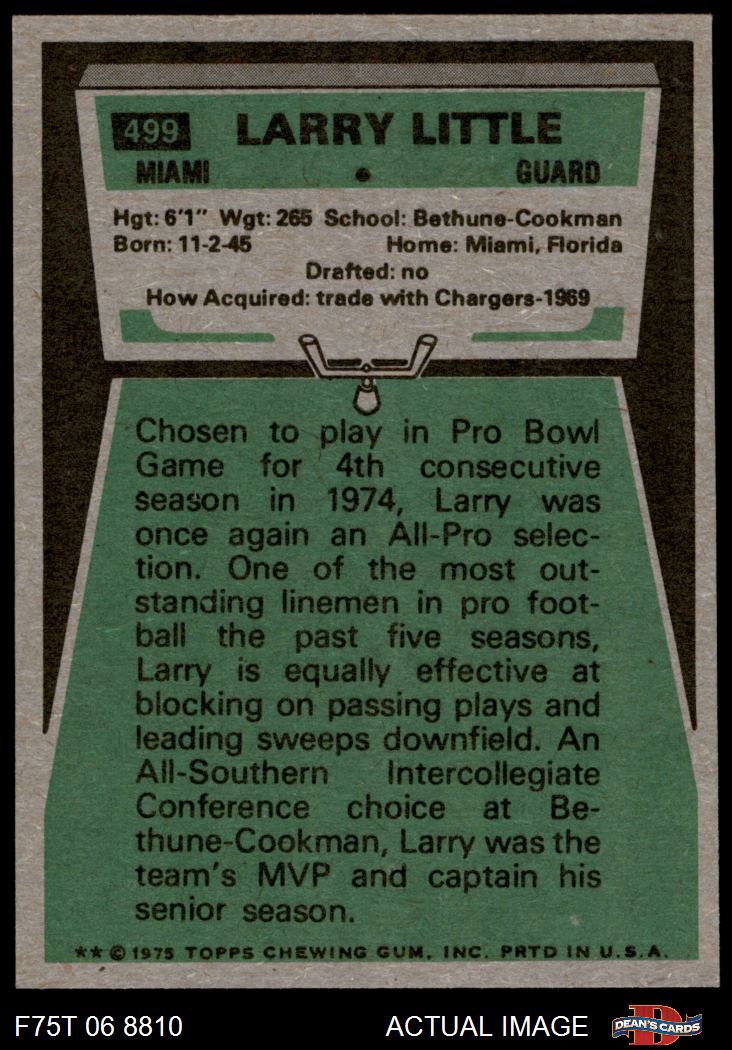 499 LARRY LITTLE
MIAMI • GUARD
Hgt: 6'1" Wgt: 265 School: Bethune-Cookman
Born: 11-2-45 Home: Miami, Florida
Drafted: no
How Acquired: trade with Chargers-1969
Chosen to play in Pro Bowl
Game for 4th consecutive
season in 1974, Larry was
once again an All-Pro selec-
tion. One of the most out-
standing linemen in pro foot-
ball the past five seasons,
Larry is equally effective at
blocking on passing plays and
leading sweeps downfield. An
All-Southern Intercollegiate
Conference choice at Be-
thune-Cookman, Larry was the
team's MVP and captain his
senior season.
** © 1975 TOPPS CHEWING GUM, INC. PRTD IN U.S.A.
F75T 06 8810 ACTUAL IMAGE D DEAN'S CARDS